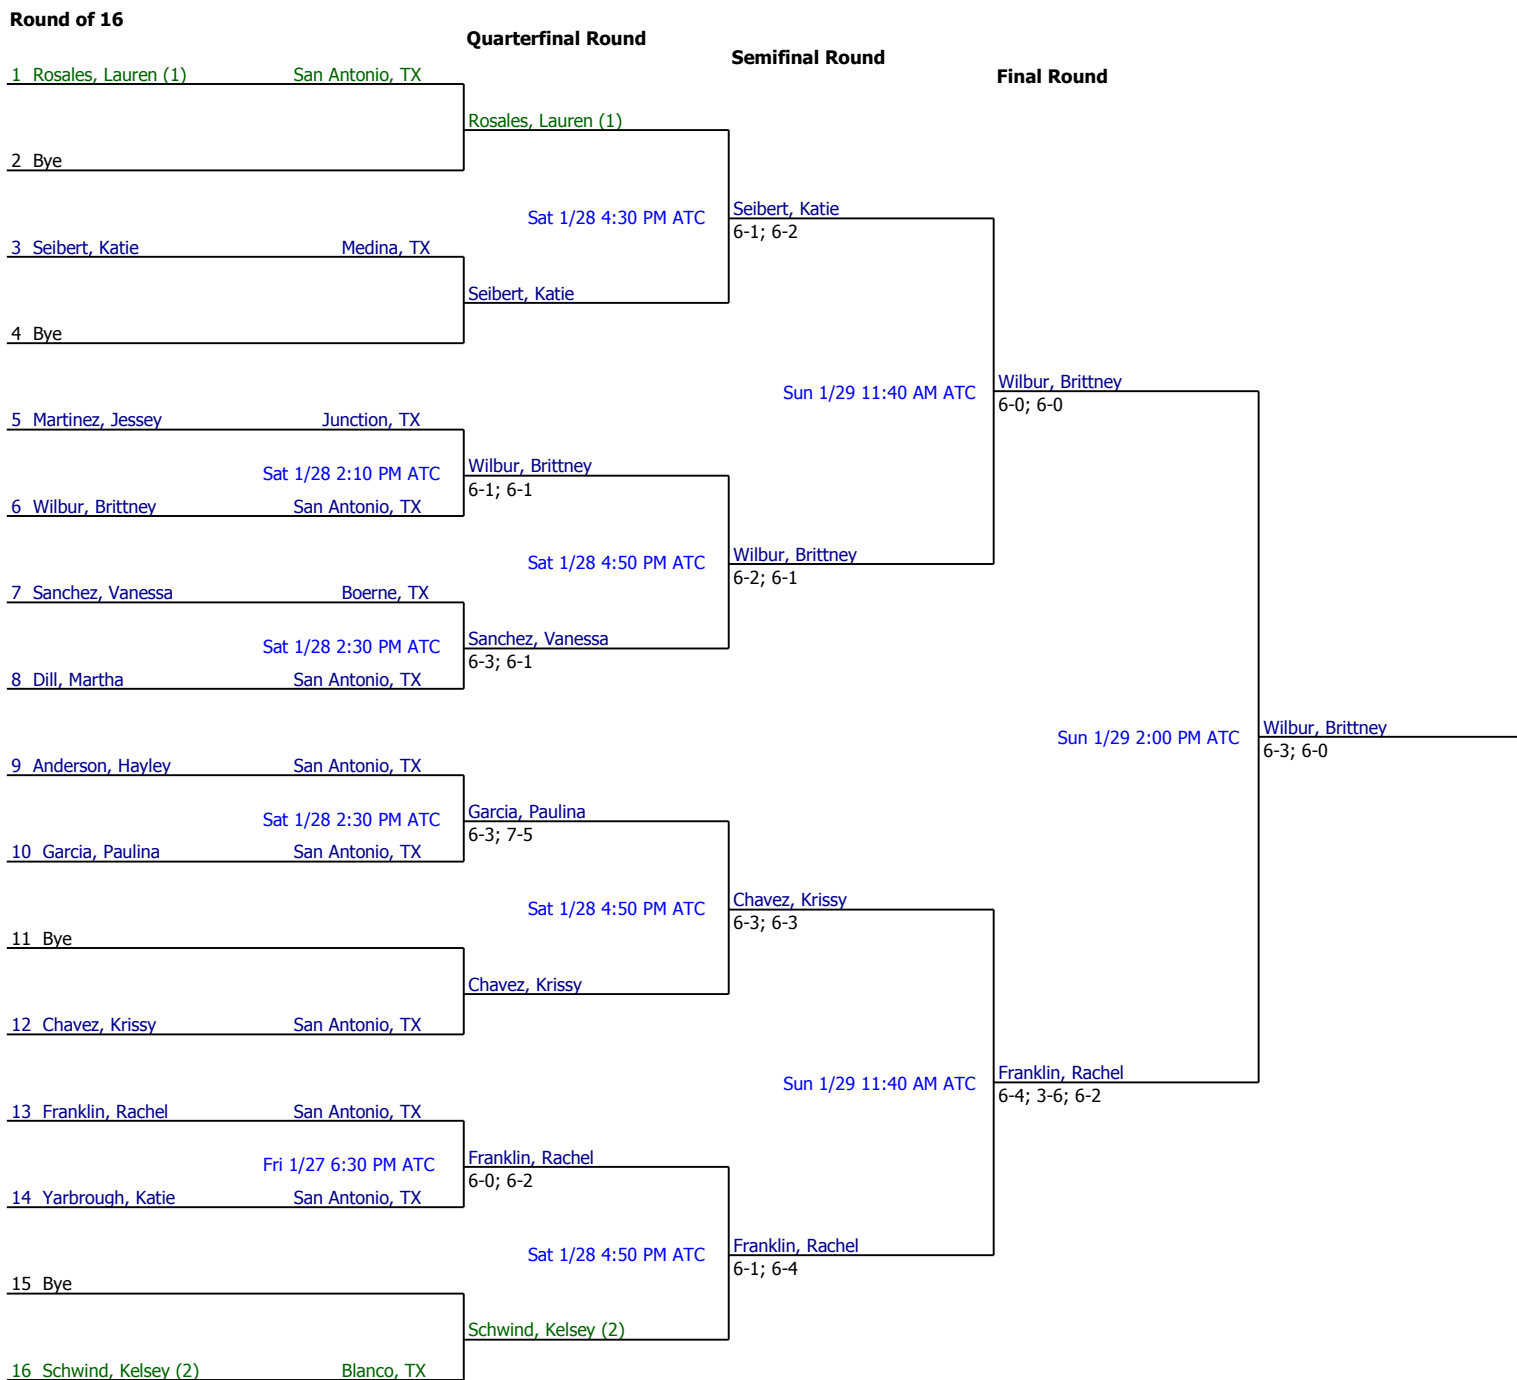 Round of 16
Quarterfinal Round
Semifinal Round
Final Round
1 Rosales, Lauren (1) San Antonio, TX
Rosales, Lauren (1)
2 Bye
Sat 1/28 4:30 PM ATC
Seibert, Katie
6-1; 6-2
3 Seibert, Katie Medina, TX
Seibert, Katie
4 Bye
Sun 1/29 11:40 AM ATC
Wilbur, Brittney
6-0; 6-0
5 Martinez, Jessey Junction, TX
Sat 1/28 2:10 PM ATC
Wilbur, Brittney
6-1; 6-1
6 Wilbur, Brittney San Antonio, TX
Sat 1/28 4:50 PM ATC
Wilbur, Brittney
6-2; 6-1
7 Sanchez, Vanessa Boerne, TX
Sat 1/28 2:30 PM ATC
Sanchez, Vanessa
6-3; 6-1
8 Dill, Martha San Antonio, TX
Sun 1/29 2:00 PM ATC
Wilbur, Brittney
6-3; 6-0
9 Anderson, Hayley San Antonio, TX
Sat 1/28 2:30 PM ATC
Garcia, Paulina
6-3; 7-5
10 Garcia, Paulina San Antonio, TX
Sat 1/28 4:50 PM ATC
Chavez, Krissy
6-3; 6-3
11 Bye
Chavez, Krissy
12 Chavez, Krissy San Antonio, TX
Sun 1/29 11:40 AM ATC
Franklin, Rachel
6-4; 3-6; 6-2
13 Franklin, Rachel San Antonio, TX
Fri 1/27 6:30 PM ATC
Franklin, Rachel
6-0; 6-2
14 Yarbrough, Katie San Antonio, TX
Sat 1/28 4:50 PM ATC
Franklin, Rachel
6-1; 6-4
15 Bye
Schwind, Kelsey (2)
16 Schwind, Kelsey (2) Blanco, TX